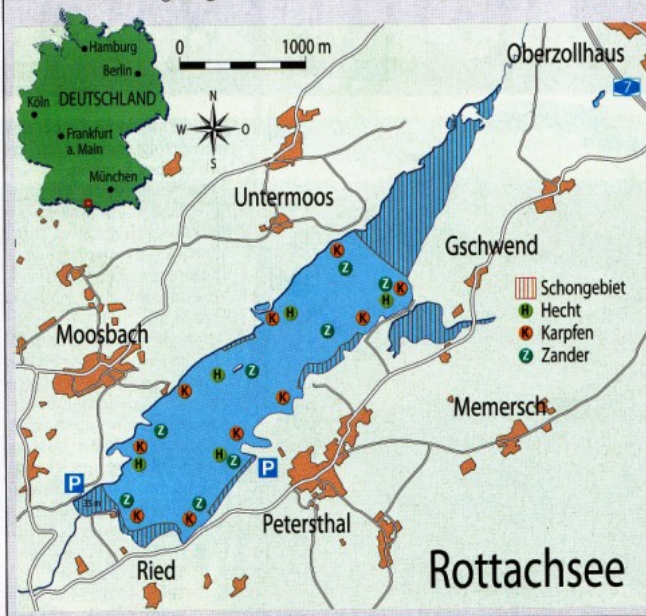 Hamburg
Berlin
Köln
DEUTSCHLAND
Frankfurt
a. Main
München
0 1000 m
N
W O
S
Oberzollhaus
7
Untermoos
Gschwend
Schongebiet
H Hecht
K Karpfen
Z Zander
K
Z
Z
K
H
K
H
K
Z
Moosbach
H
Z
K
K
Memersch
Z
K
K
H
H
Z
P
P
35 m
Z
K
Z
K
Petersthal
Ried
Rottachsee